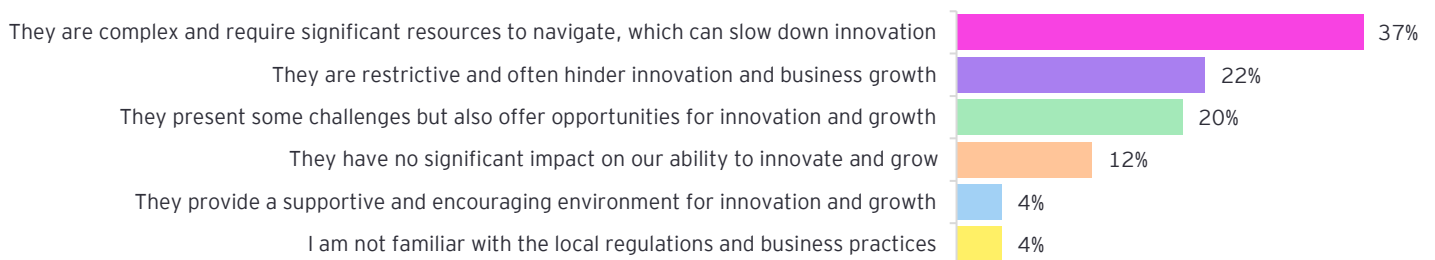 They are complex and require significant resources to navigate, which can slow down innovation 37%
They are restrictive and often hinder innovation and business growth 22%
They present some challenges but also offer opportunities for innovation and growth 20%
They have no significant impact on our ability to innovate and grow 12%
They provide a supportive and encouraging environment for innovation and growth 4%
I am not familiar with the local regulations and business practices 4%